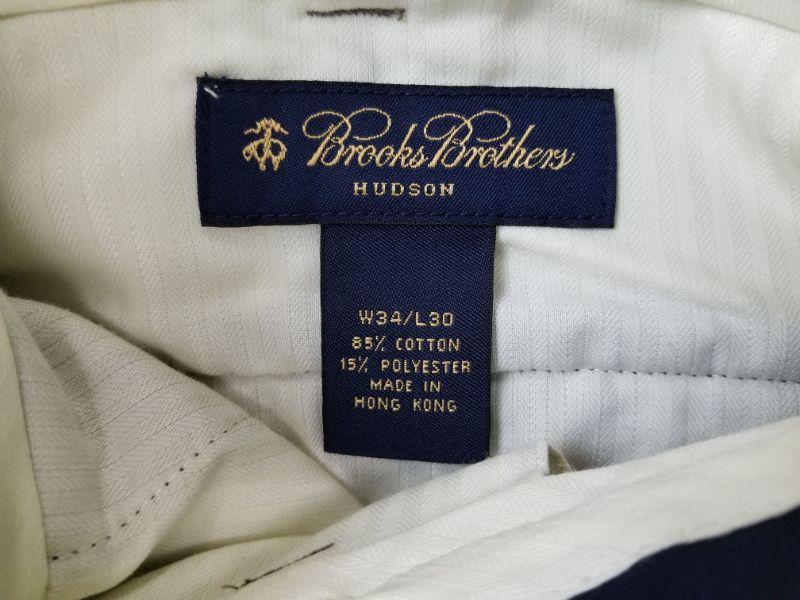 Brooks Brothers
HUDSON
W34/L30
85% COTTON
15% POLYESTER
MADE IN
HONG KONG